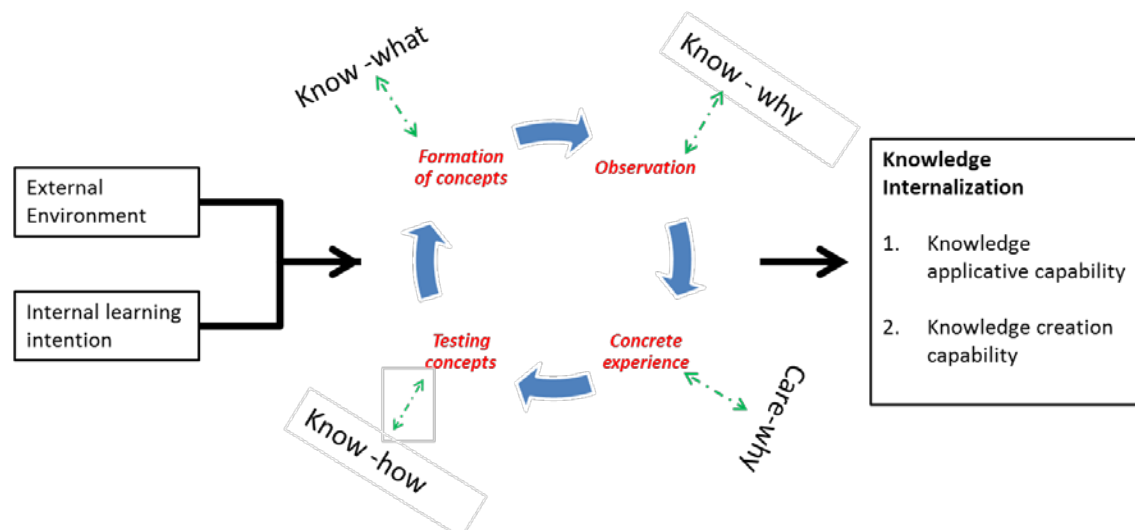 Know -what
Know - why
Formation
of concepts
Observation
External
Environment
Internal learning
intention
Testing
concepts
Concrete
experience
Know -how
Care-why
Knowledge
Internalization
1. Knowledge
applicative capability
2. Knowledge creation
capability